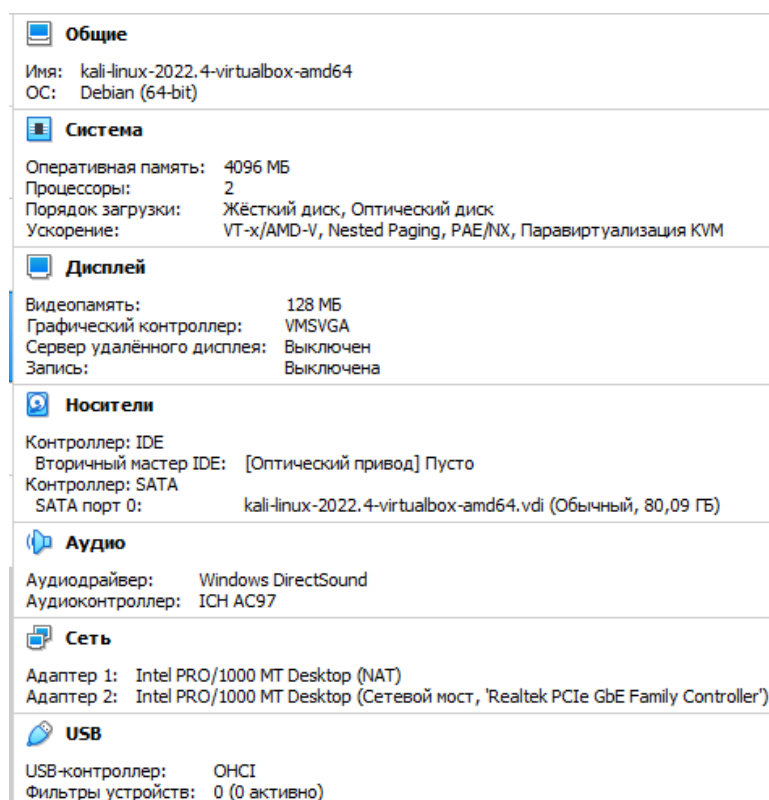 Общие
Имя: kali-linux-2022.4-virtualbox-amd64
ОС: Debian (64-bit)
Система
Оперативная память: 4096 МБ
Процессоры: 2
Порядок загрузки: Жёсткий диск, Оптический диск
Ускорение: VT-x/AMD-V, Nested Paging, PAE/NX, Паравиртуализация KVM
Дисплей
Видеопамять: 128 МБ
Графический контроллер: VMSVGA
Сервер удалённого дисплея: Выключен
Запись: Выключена
Носители
Контроллер: IDE
Вторичный мастер IDE: [Оптический привод] Пусто
Контроллер: SATA
SATA порт 0: kali-linux-2022.4-virtualbox-amd64.vdi (Обычный, 80,09 ГБ)
Аудио
Аудиодрайвер: Windows DirectSound
Аудиоконтроллер: ICH AC97
Сеть
Адаптер 1: Intel PRO/1000 MT Desktop (NAT)
Адаптер 2: Intel PRO/1000 MT Desktop (Сетевой мост, 'Realtek PCIe GbE Family Controller')
USB
USB-контроллер: OHCI
Фильтры устройств: 0 (0 активно)